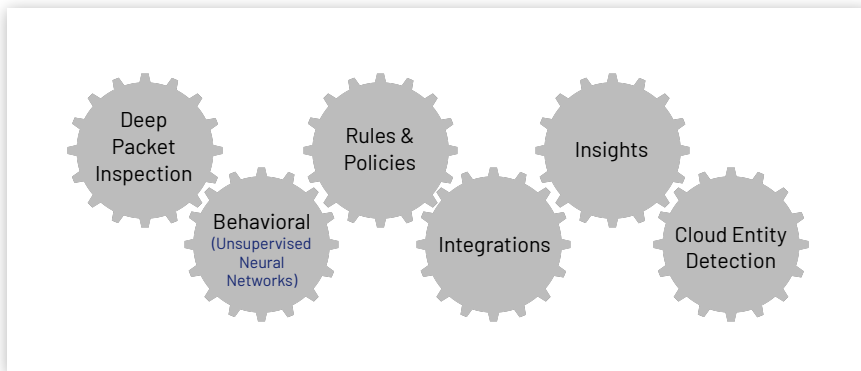 Deep
Packet
Inspection
Behavioral
(Unsupervised
Neural
Networks)
Rules &
Policies
Integrations
Insights
Cloud Entity
Detection